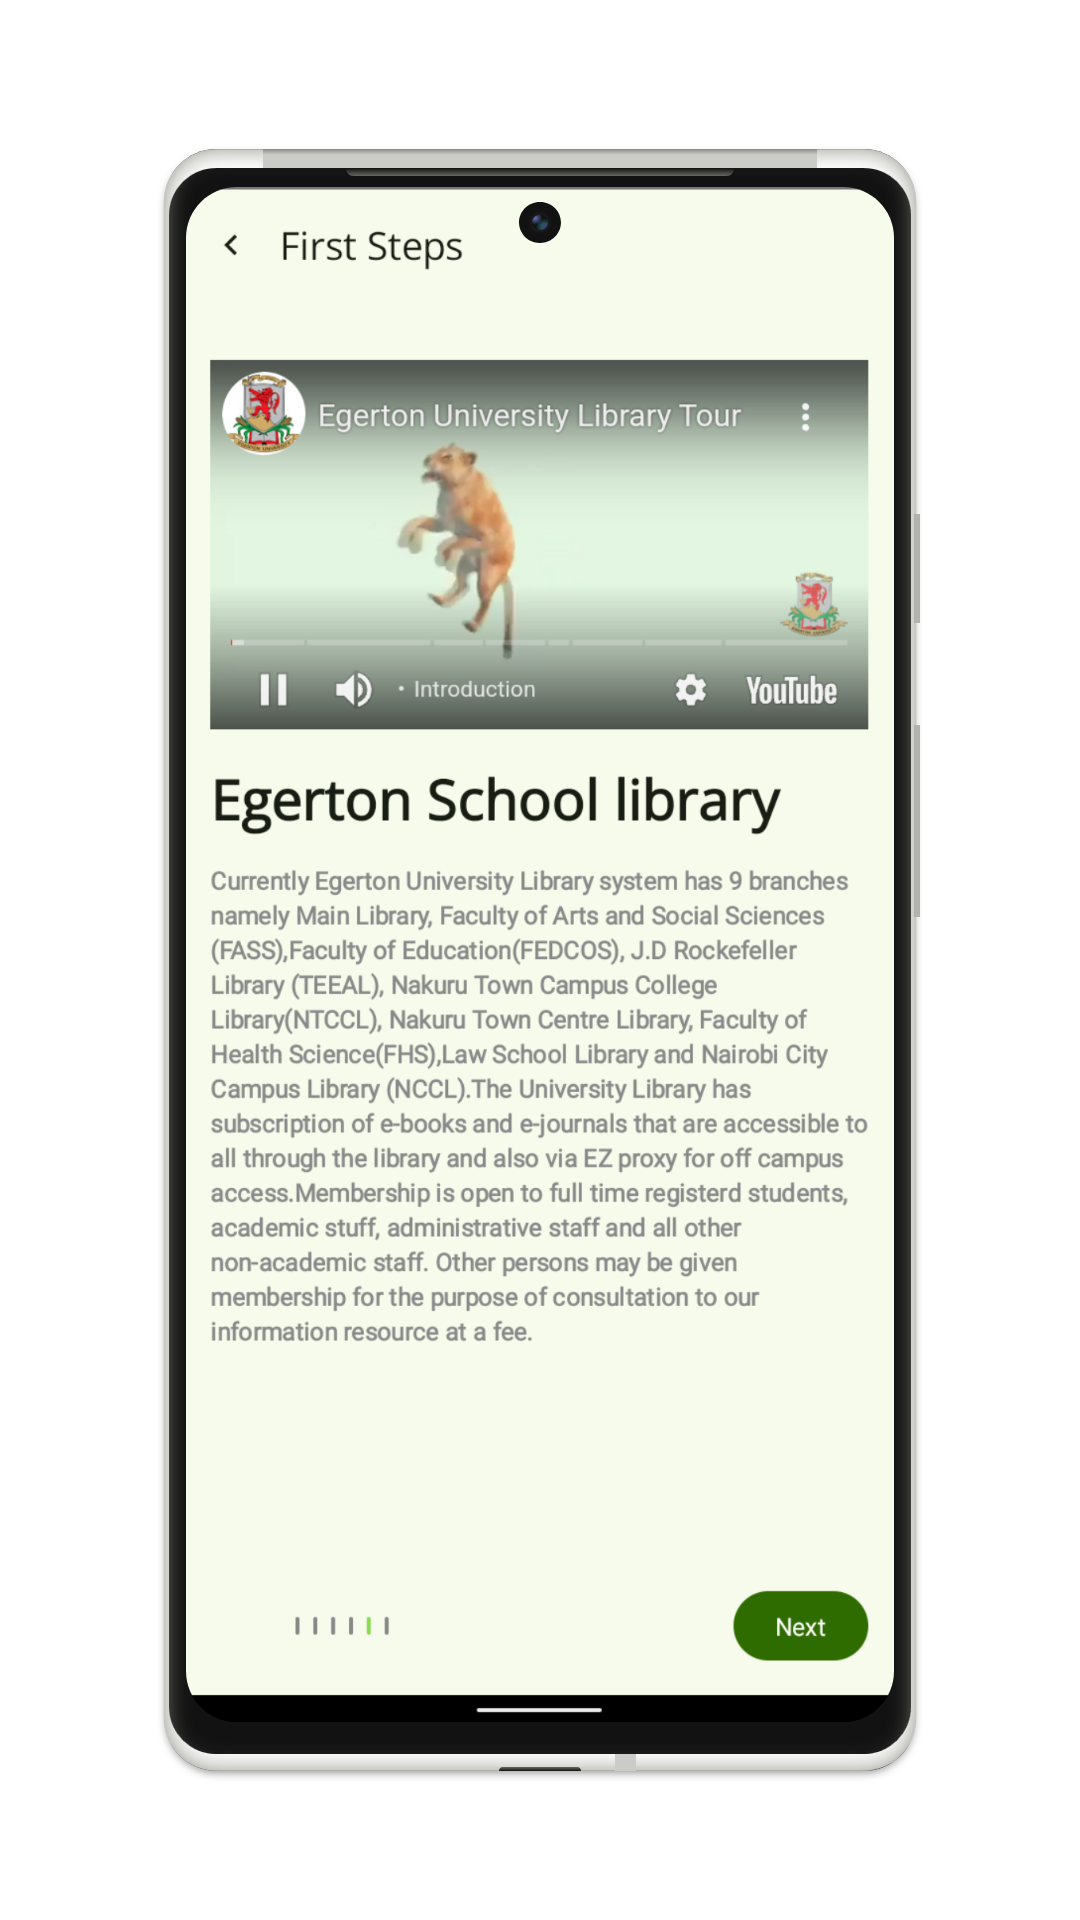 First Steps
Egerton University Library Tour
• Introduction
YouTube
Egerton School library
Currently Egerton University Library system has 9 branches
namely Main Library, Faculty of Arts and Social Sciences
(FASS),Faculty of Education(FEDCOS), J.D Rockefeller
Library (TEEAL), Nakuru Town Campus College
Library(NTCCL), Nakuru Town Centre Library, Faculty of
Health Science(FHS),Law School Library and Nairobi City
Campus Library (NCCL).The University Library has
subscription of e-books and e-journals that are accessible to
all through the library and also via EZ proxy for off campus
access.Membership is open to full time registerd students,
academic stuff, administrative staff and all other
non-academic staff. Other persons may be given
membership for the purpose of consultation to our
information resource at a fee.
Next